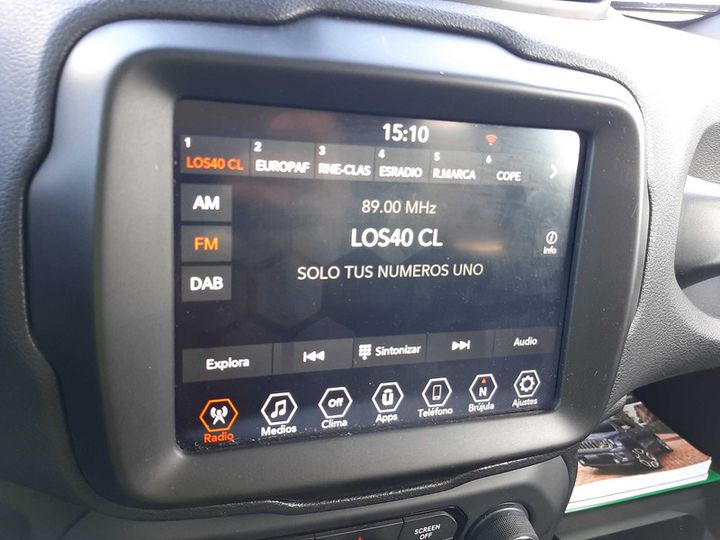 15:10
1 2 3 4 5 6
LOS40 CL EUROPAF RNE-CLAS ESRADIO R.MARCA COPE
AM
89.00 MHz
FM
LOS40 CL
Info
DAB
SOLO TUS NUMEROS UNO
Explora Sintonizar Audio
Off N
Radio Medios Clima Apps Teléfono Brújula Ajustes
SCREEN
OFF